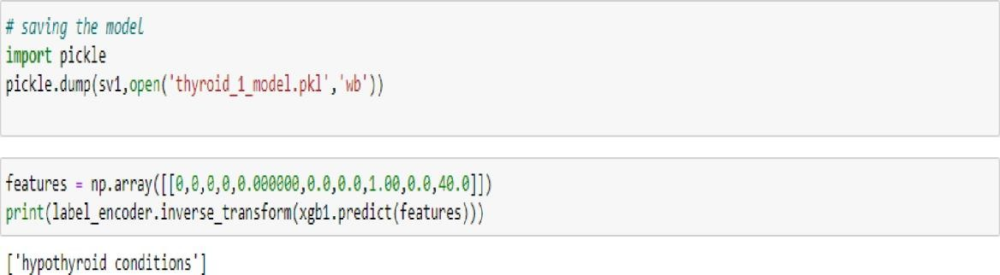 # saving the model
import pickle
pickle.dump(sv1,open('thyroid_1_model.pkl','wb'))
features = np.array([[0,0,0,0,0.000000,0.0,0.0,1.00,0.0,40.0]])
print(label_encoder.inverse_transform(xgb1.predict(features)))
['hypothyroid conditions']